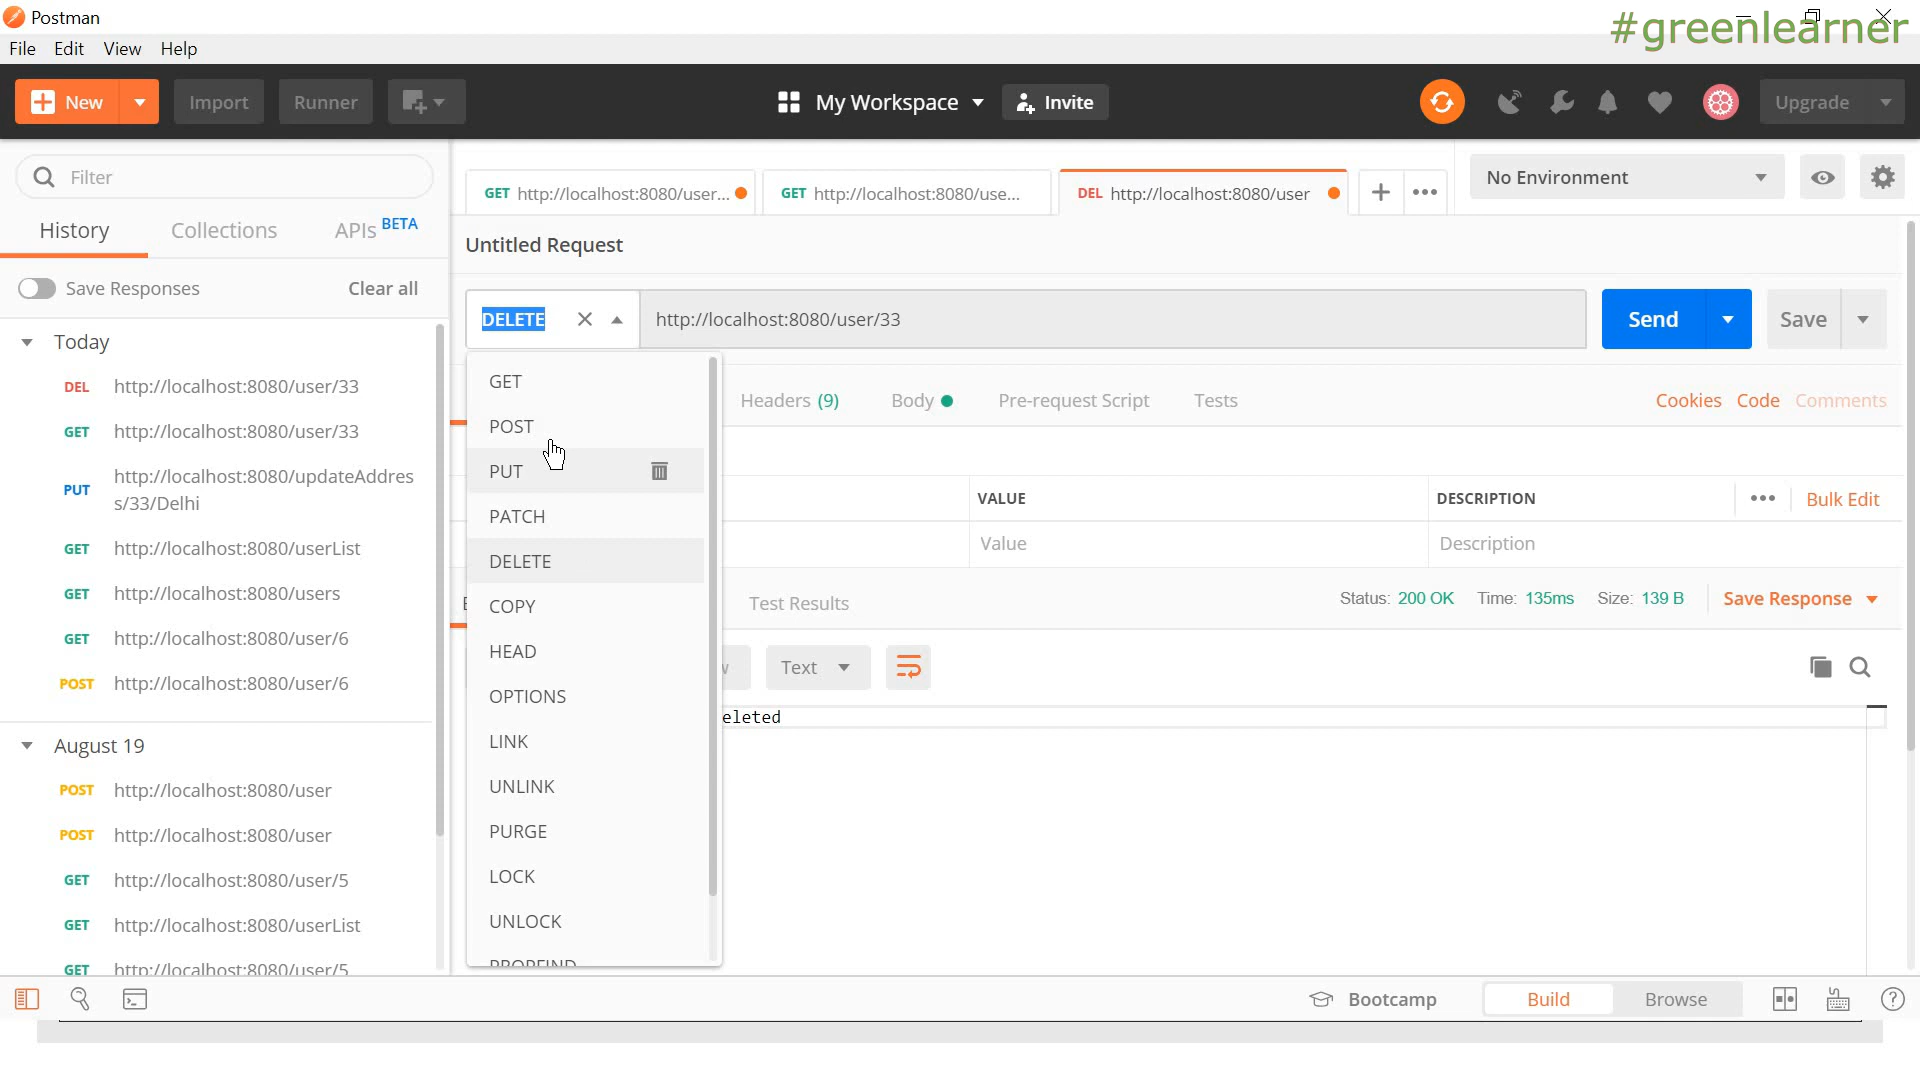 Postman
#greenlearner
File Edit View Help
New Import Runner My Workspace Invite Upgrade
Filter
GET http://localhost:8080/user... GET http://localhost:8080/use... DEL http://localhost:8080/user ••• No Environment
History Collections APIs BETA
Untitled Request
Save Responses Clear all
DELETE http://localhost:8080/user/33 Send Save
Today
DEL http://localhost:8080/user/33
GET http://localhost:8080/user/33
PUT http://localhost:8080/updateAddres
s/33/Delhi
GET http://localhost:8080/userList
GET http://localhost:8080/users
GET http://localhost:8080/user/6
POST http://localhost:8080/user/6
August 19
POST http://localhost:8080/user
POST http://localhost:8080/user
GET http://localhost:8080/user/5
GET http://localhost:8080/userList
GET http://localhost:8080/user/5
GET
POST
PUT
PATCH
DELETE
COPY
HEAD
OPTIONS
LINK
UNLINK
PURGE
LOCK
UNLOCK
PROPFIND
Headers (9) Body Pre-request Script Tests Cookies Code Comments
VALUE DESCRIPTION ••• Bulk Edit
Value Description
Test Results Status: 200 OK Time: 135ms Size: 139 B Save Response
Text
eleted
Bootcamp Build Browse